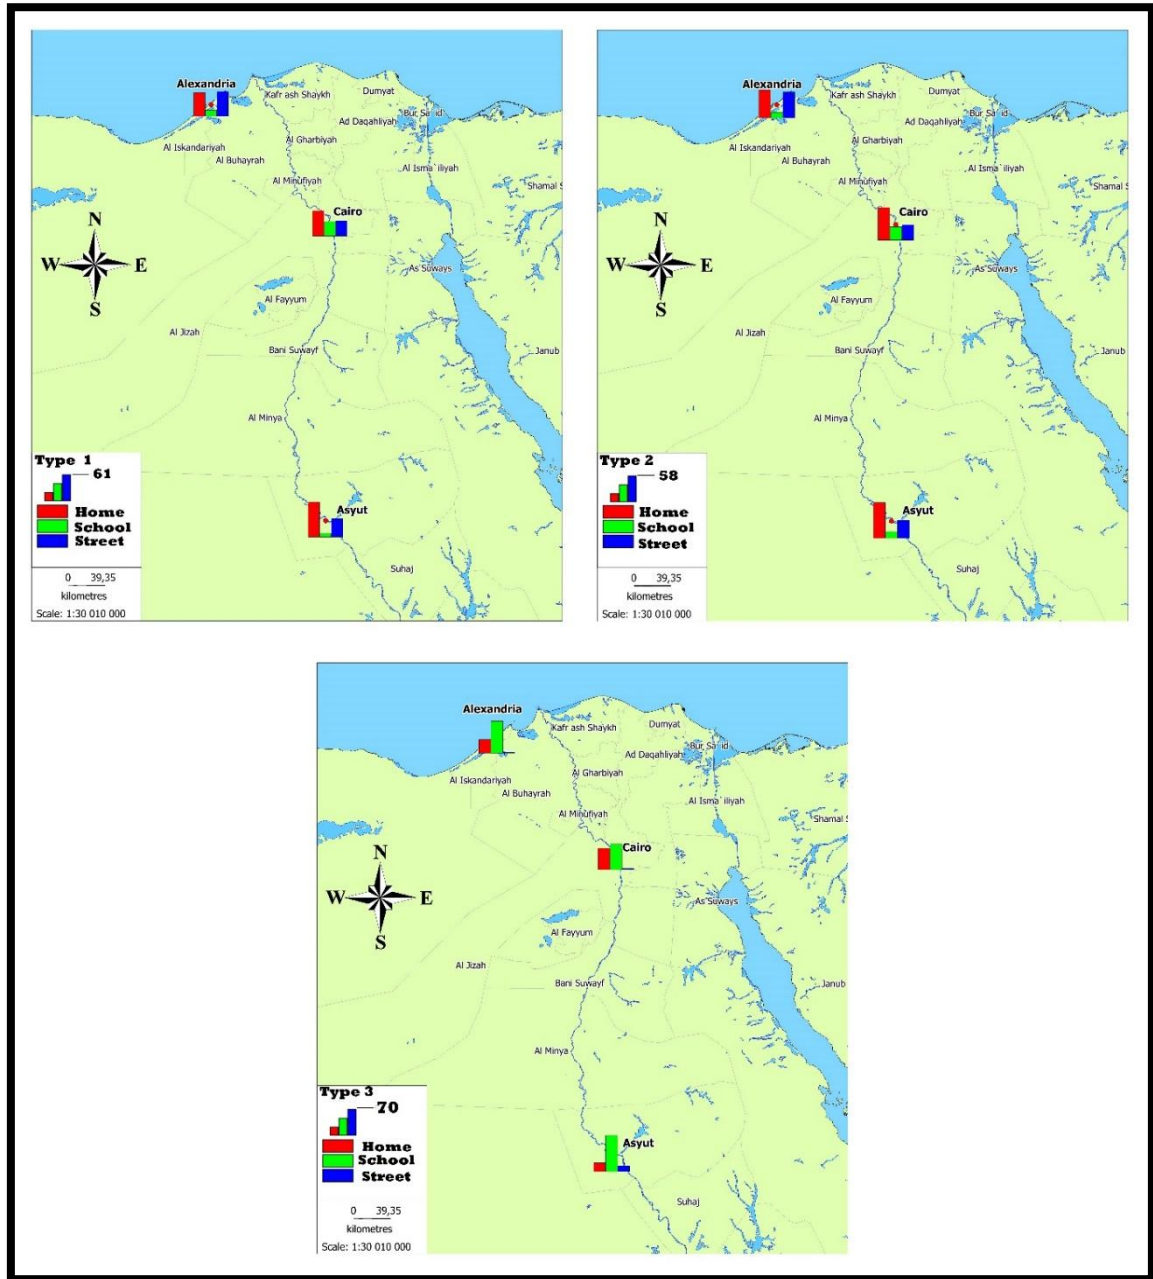 Alexandria
Kafr ash Shaykh
Dumyat
Bur Sa`id
Ad Daqahliyah
Al Iskandariyah
Al Gharbiyah
Al Buhayrah
Al Isma`iliyah
Al Minufiyah
Shamal S
Cairo
N
W E
S
As Suways
Al Fayyum
Al Jizah
Bani Suwayf
Janub
Al Minya
Type 1
61
Home
School
Street
Asyut
Suhaj
0 39,35
kilometres
Scale: 1:30 010 000
Alexandria
Kafr ash Shaykh
Dumyat
Bur Sa`id
Ad Daqahliyah
Al Iskandariyah
Al Gharbiyah
Al Buhayrah
Al Isma`iliyah
Al Minufiyah
Shamal S
Cairo
N
W E
S
As Suways
Al Fayyum
Al Jizah
Bani Suwayf
Janub
Al Minya
Type 2
58
Home
School
Street
Asyut
Suhaj
0 39,35
kilometres
Scale: 1:30 010 000
Alexandria
Kafr ash Shaykh
Dumyat
Bur Sa`id
Ad Daqahliyah
Al Iskandariyah
Al Gharbiyah
Al Buhayrah
Al Isma`iliyah
Al Minufiyah
Shamal S
Cairo
N
W E
S
As Suways
Al Fayyum
Al Jizah
Bani Suwayf
Janub
Al Minya
Type 3
70
Home
School
Street
Asyut
Suhaj
0 39,35
kilometres
Scale: 1:30 010 000